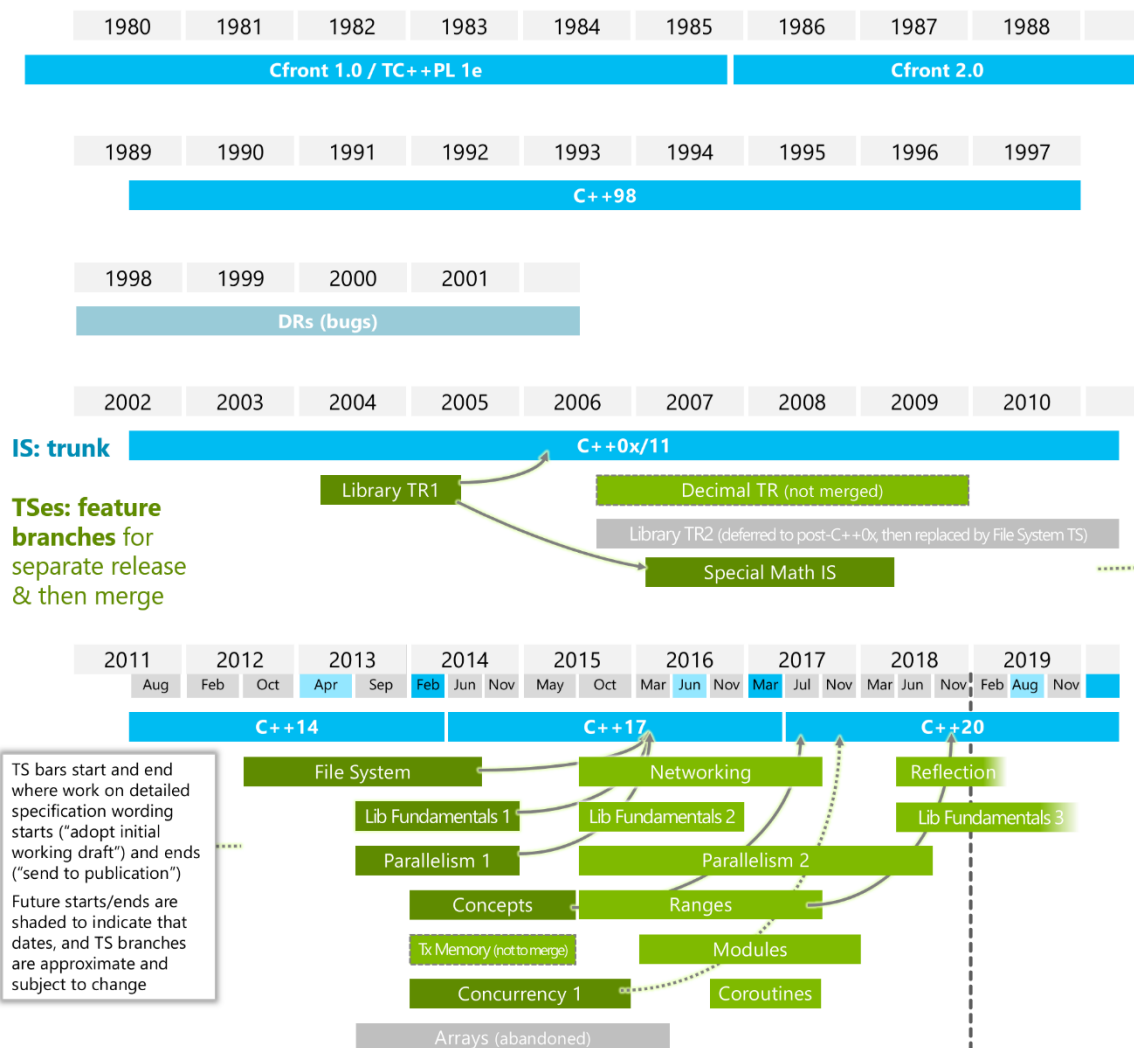 1980 1981 1982 1983 1984 1985 1986 1987 1988
Cfront 1.0 / TC++PL 1e Cfront 2.0
1989 1990 1991 1992 1993 1994 1995 1996 1997
C++98
1998 1999 2000 2001
DRs (bugs)
2002 2003 2004 2005 2006 2007 2008 2009 2010
IS: trunk C++0x/11
Library TR1 Decimal TR (not merged)
TSes: feature
branches for
separate release
& then merge
Library TR2 (deferred to post-C++0x, then replaced by File System TS)
Special Math IS
2011 2012 2013 2014 2015 2016 2017 2018 2019
Aug Feb Oct Apr Sep Feb Jun Nov May Oct Mar Jun Nov Mar Jul Nov Mar Jun Nov Feb Aug Nov
C++14 C++17 C++20
TS bars start and end
where work on detailed
specification wording
starts (“adopt initial
working draft”) and ends
(“send to publication”)
Future starts/ends are
shaded to indicate that
dates, and TS branches
are approximate and
subject to change
File System Networking Reflection
Lib Fundamentals 1 Lib Fundamentals 2 Lib Fundamentals 3
Parallelism 1 Parallelism 2
Concepts Ranges
Tx Memory (not to merge) Modules
Concurrency 1 Coroutines
Arrays (abandoned)